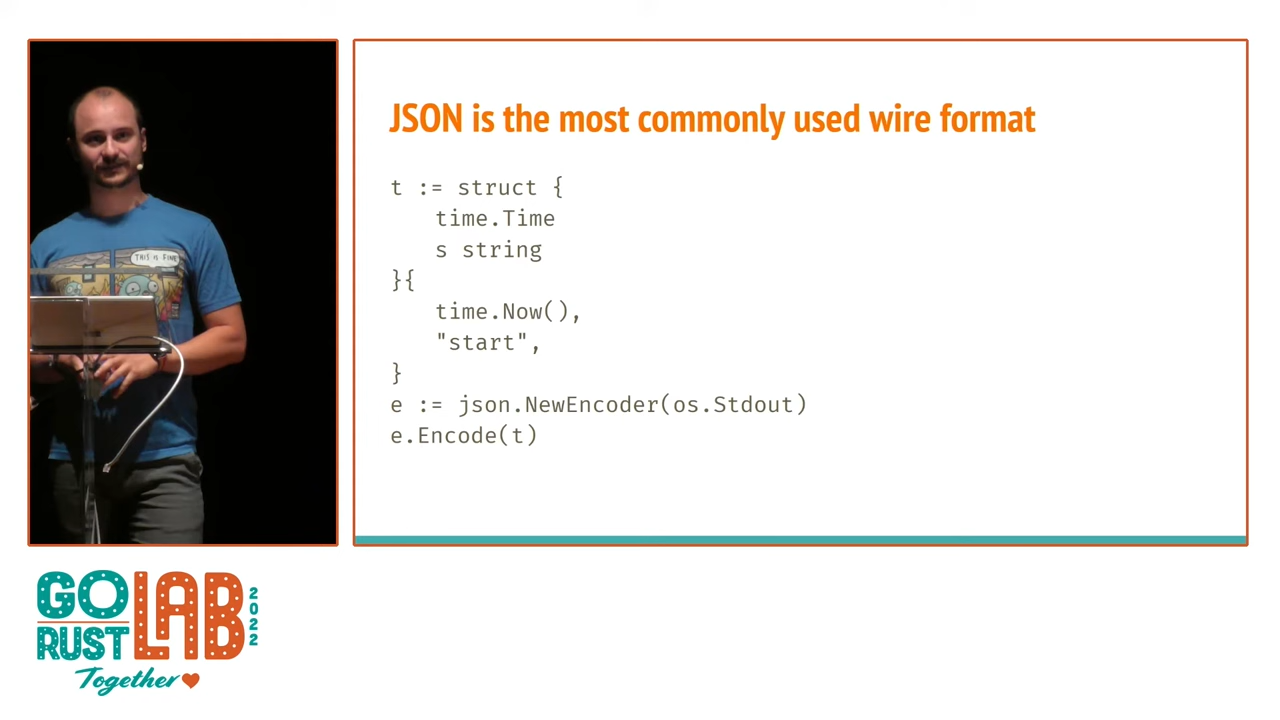 JSON is the most commonly used wire format
t := struct {
time.Time
s string
}{
time.Now(),
"start",
}
e := json.NewEncoder(os.Stdout)
e.Encode(t)
THIS IS FINE
GO LAB 2022
RUST
Together